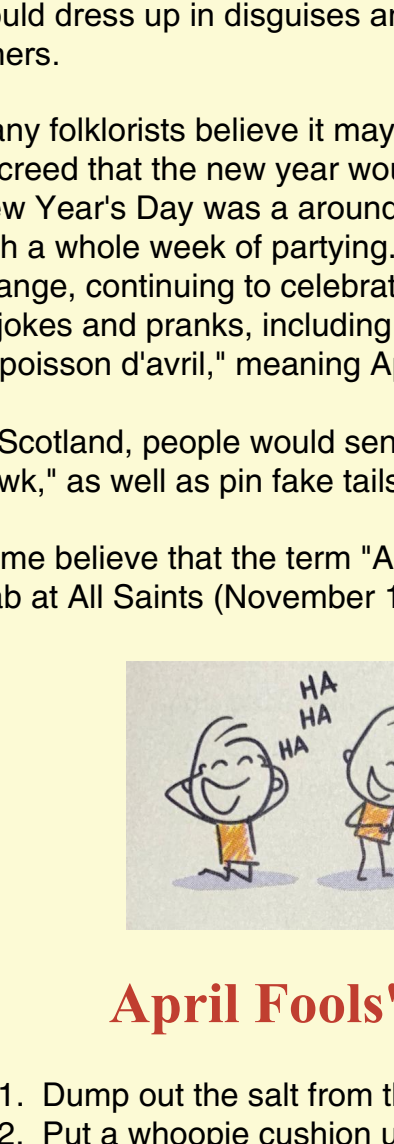 ould dress up in disguises ar
ners.
any folklorists believe it may
creed that the new year wou
ew Year's Day was a around
h a whole week of partying.
ange, continuing to celebrat
jokes and pranks, including
poisson d'avril," meaning Ap
Scotland, people would sen
wk," as well as pin fake tails
me believe that the term "A
ab at All Saints (November 1
HA
HA
HA
April Fools'
1. Dump out the salt from th
2. Put a whoopie cushion u